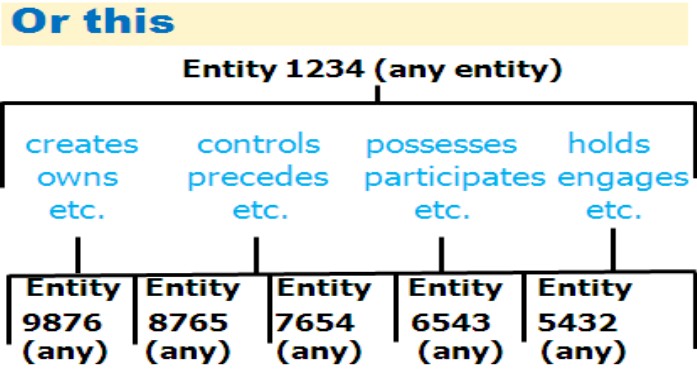 Or this
Entity 1234 (any entity)
creates controls possesses holds
owns precedes participates engages
etc. etc. etc. etc.
Entity Entity Entity Entity Entity
9876 8765 7654 6543 5432
(any) (any) (any) (any) (any)